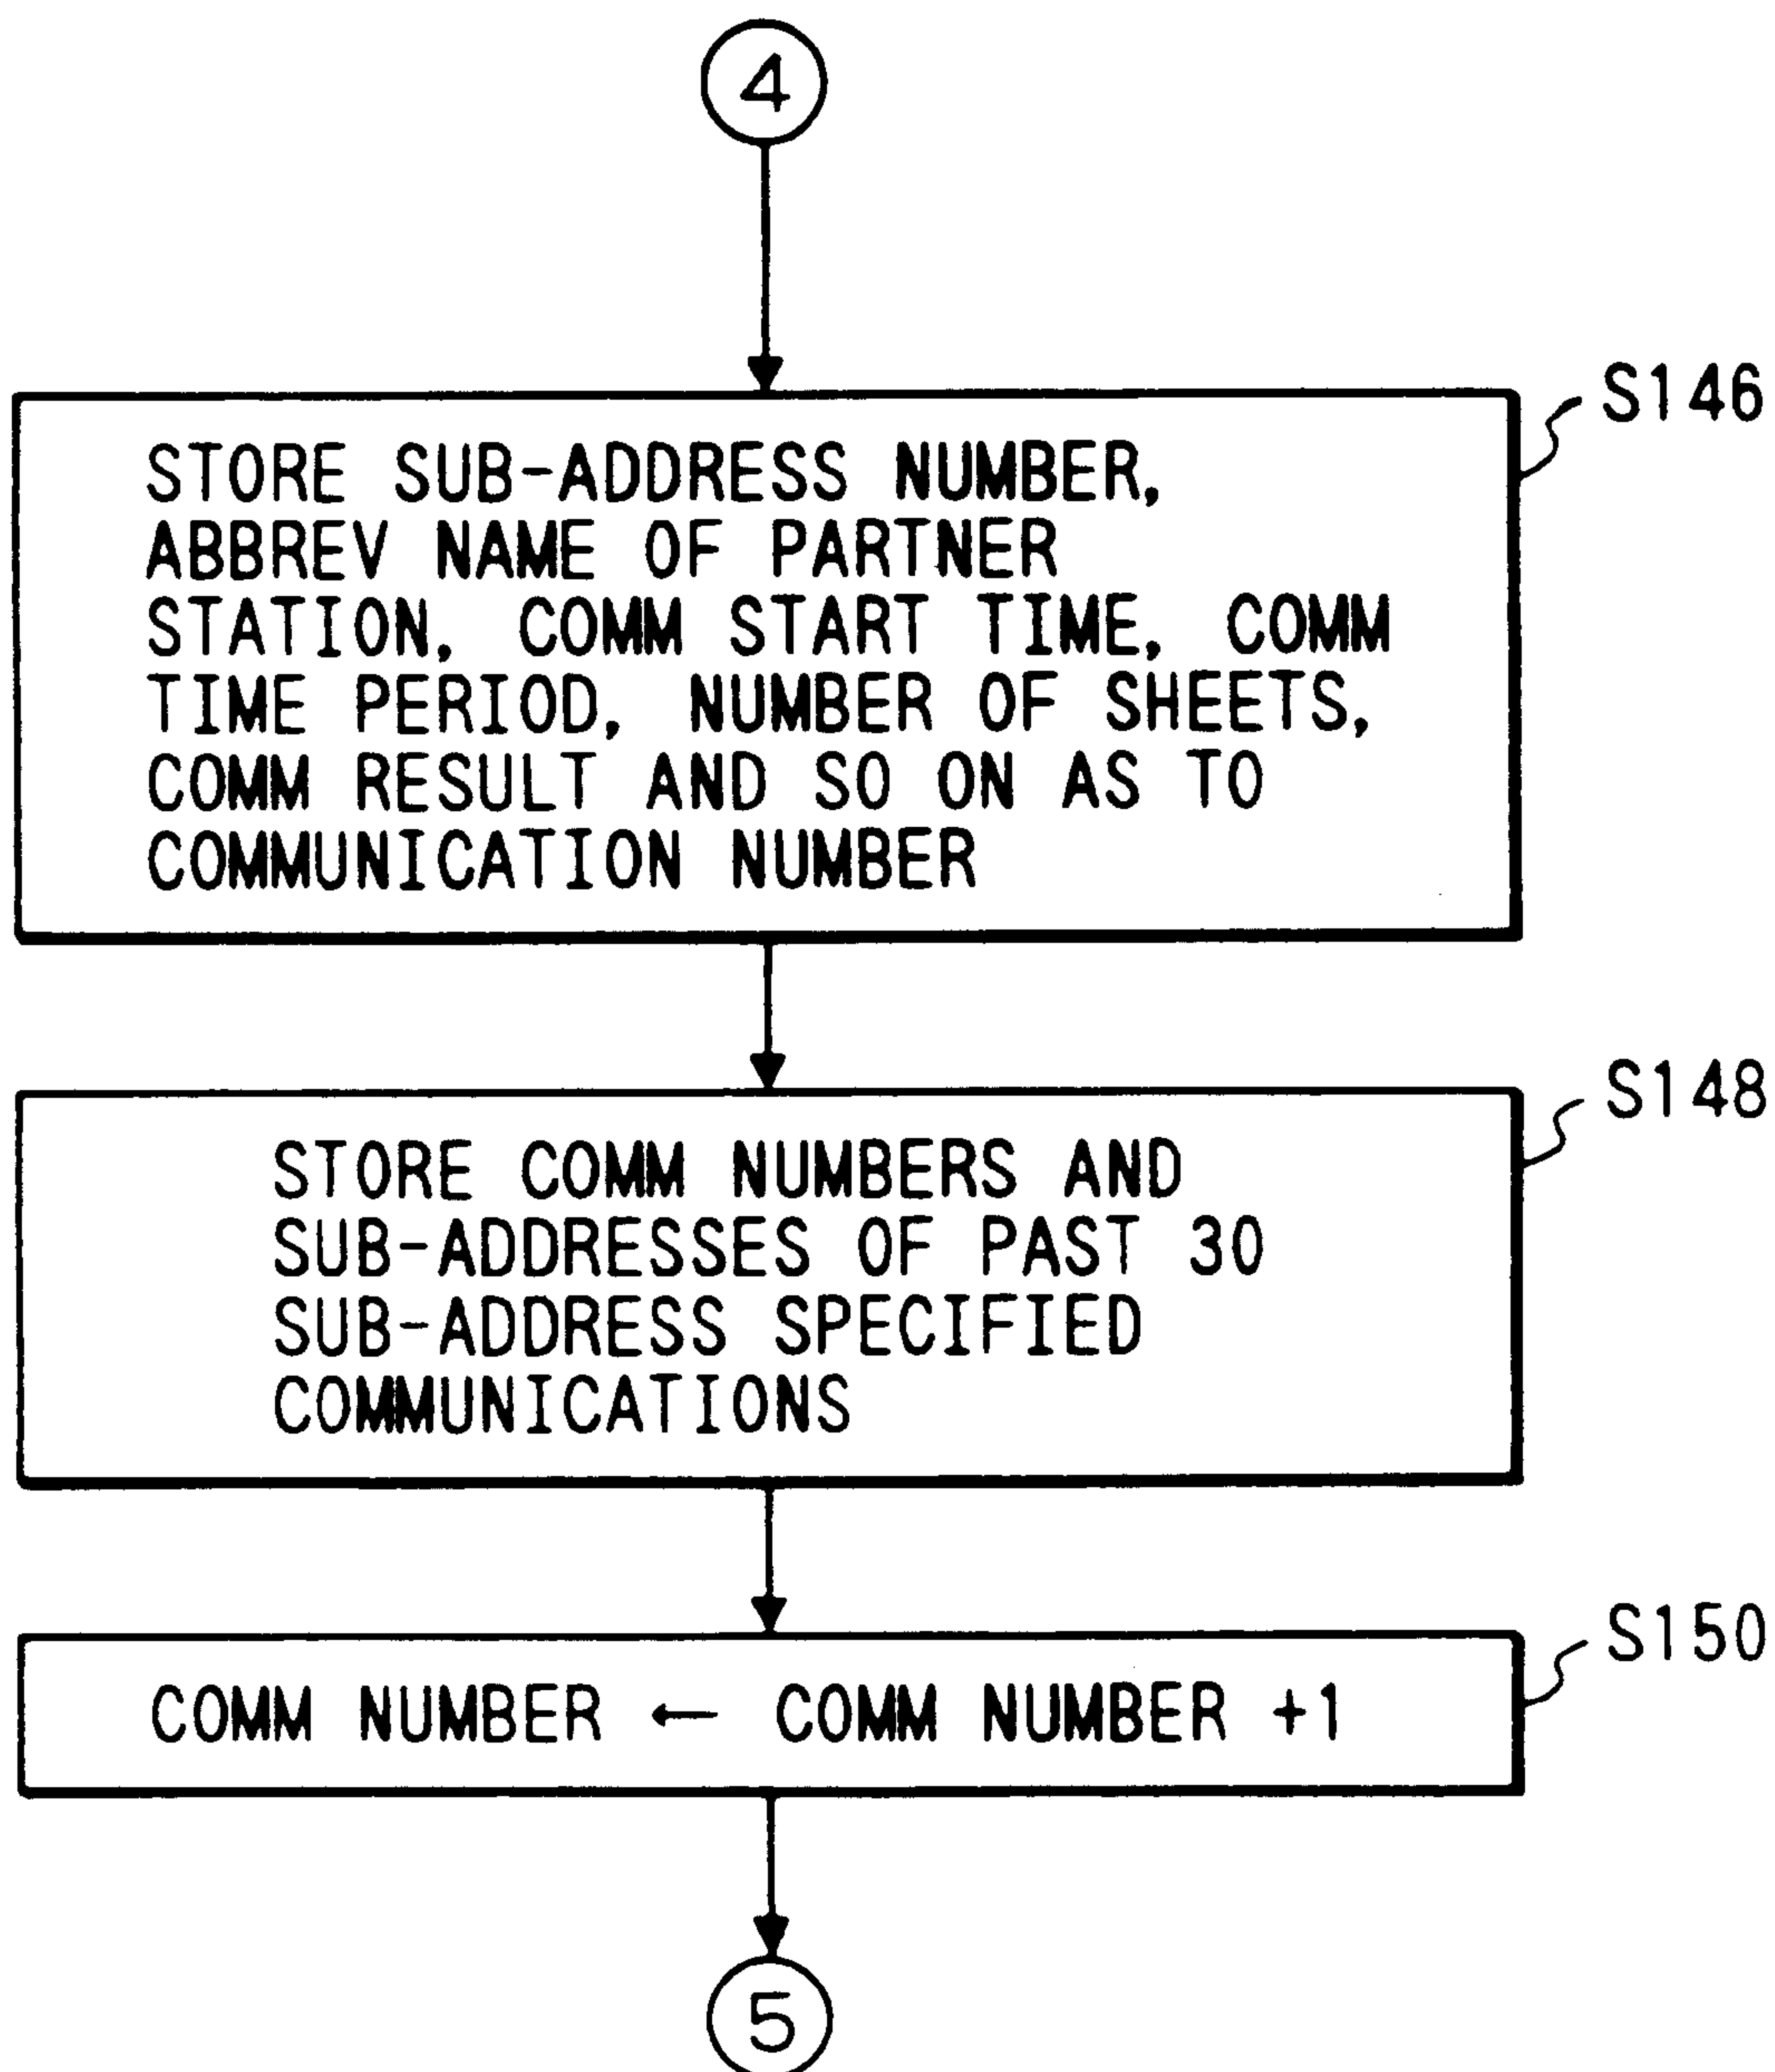 4
S146
STORE SUB-ADDRESS NUMBER,
ABBREV NAME OF PARTNER
STATION, COMM START TIME, COMM
TIME PERIOD, NUMBER OF SHEETS,
COMM RESULT AND SO ON AS TO
COMMUNICATION NUMBER
S148
STORE COMM NUMBERS AND
SUB-ADDRESSES OF PAST 30
SUB-ADDRESS SPECIFIED
COMMUNICATIONS
S150
COMM NUMBER ← COMM NUMBER +1
5